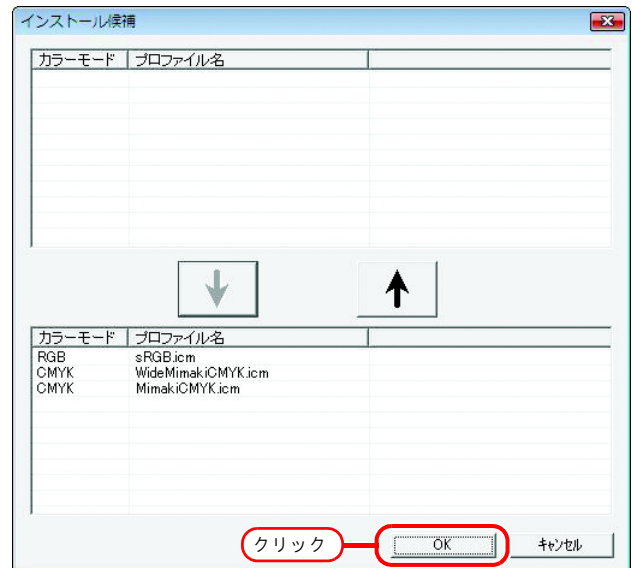 インストール候補
カラーモード プロファイル名
カラーモード プロファイル名
RGB sRGB.icm
CMYK WideMimakiCMYK.icm
CMYK MimakiCMYK.icm
クリック OK キャンセル